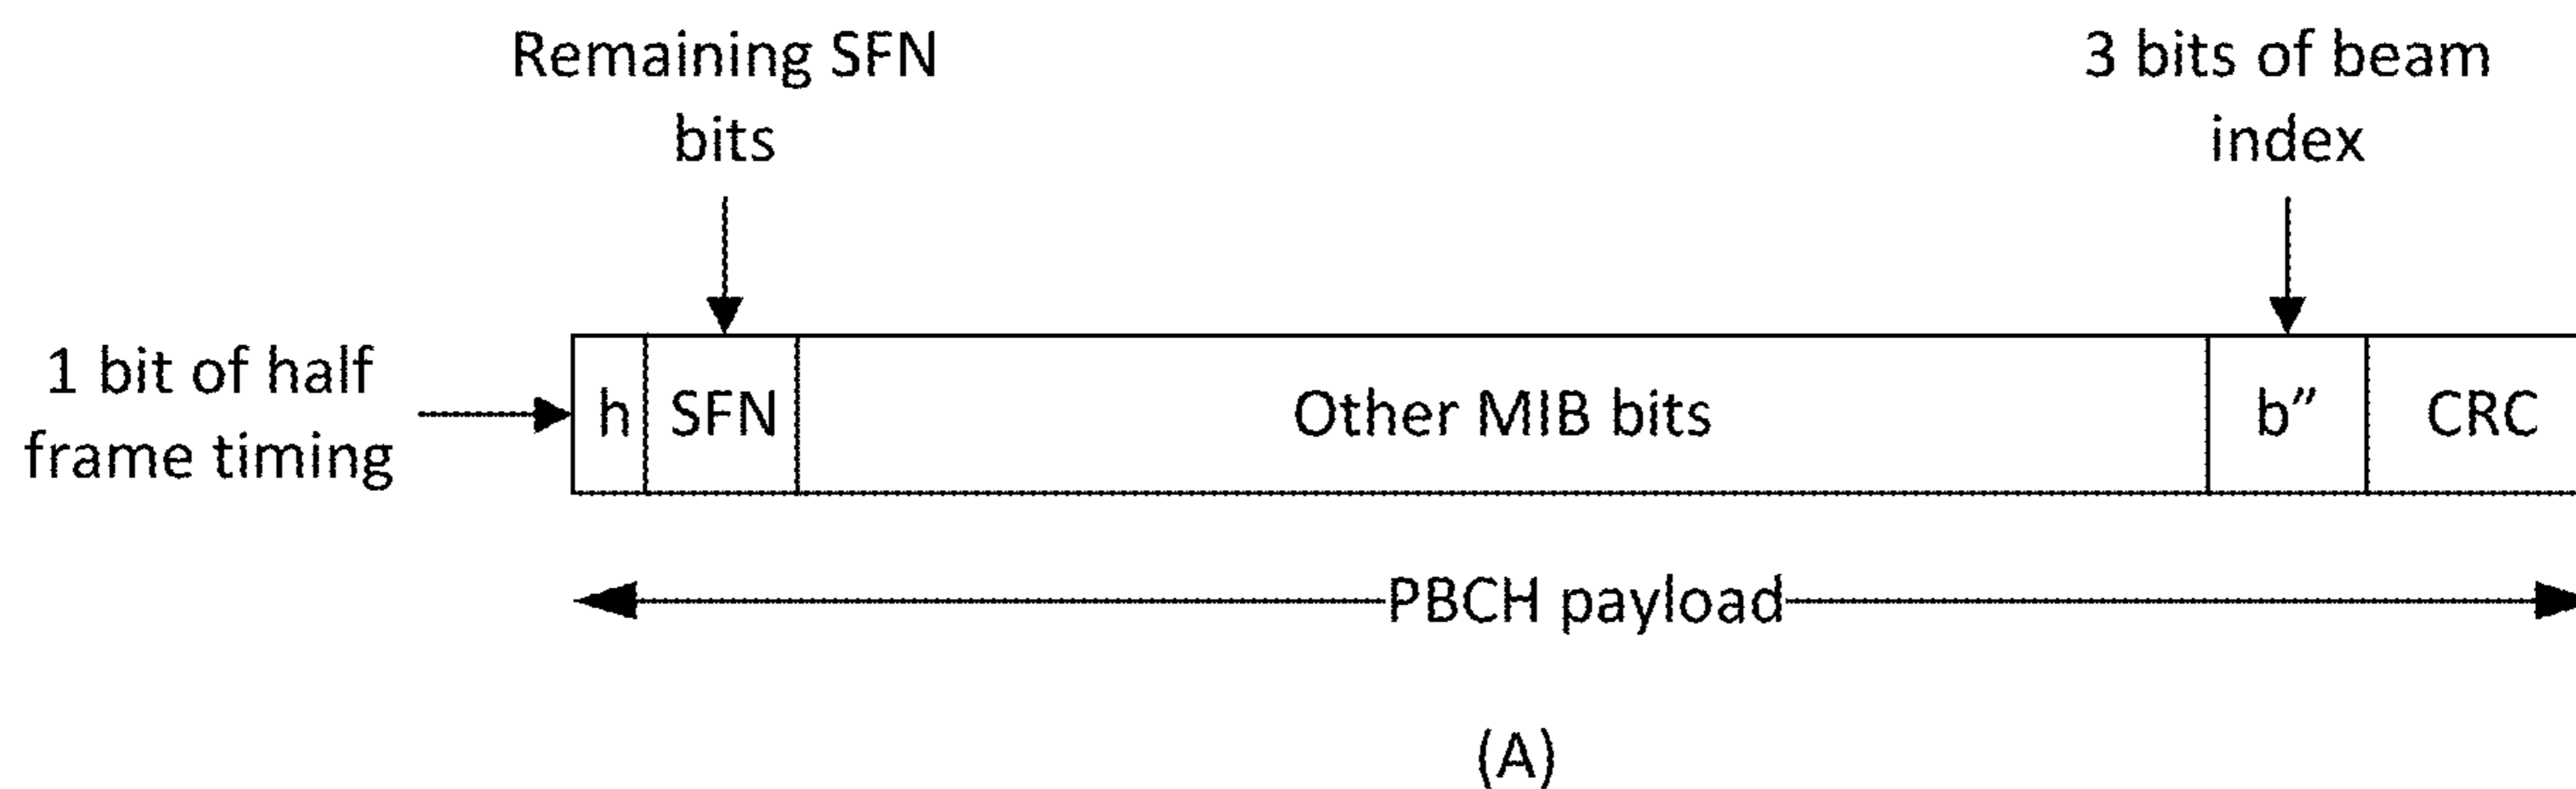 Remaining SFN
bits
3 bits of beam
index
1 bit of half
frame timing
h SFN Other MIB bits b” CRC
PBCH payload
(A)